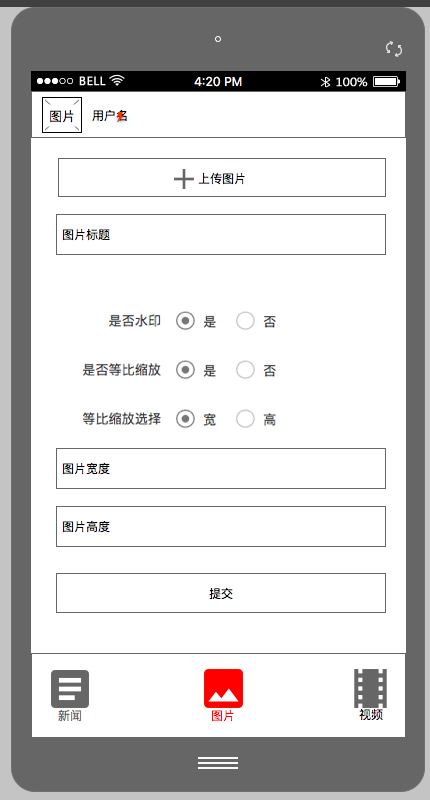 BELL 4:20 PM 100%
图片 用户名
上传图片
图片标题
是否水印 是 否
是否等比缩放 是 否
等比缩放选择 宽 高
图片宽度
图片高度
提交
新闻 图片 视频